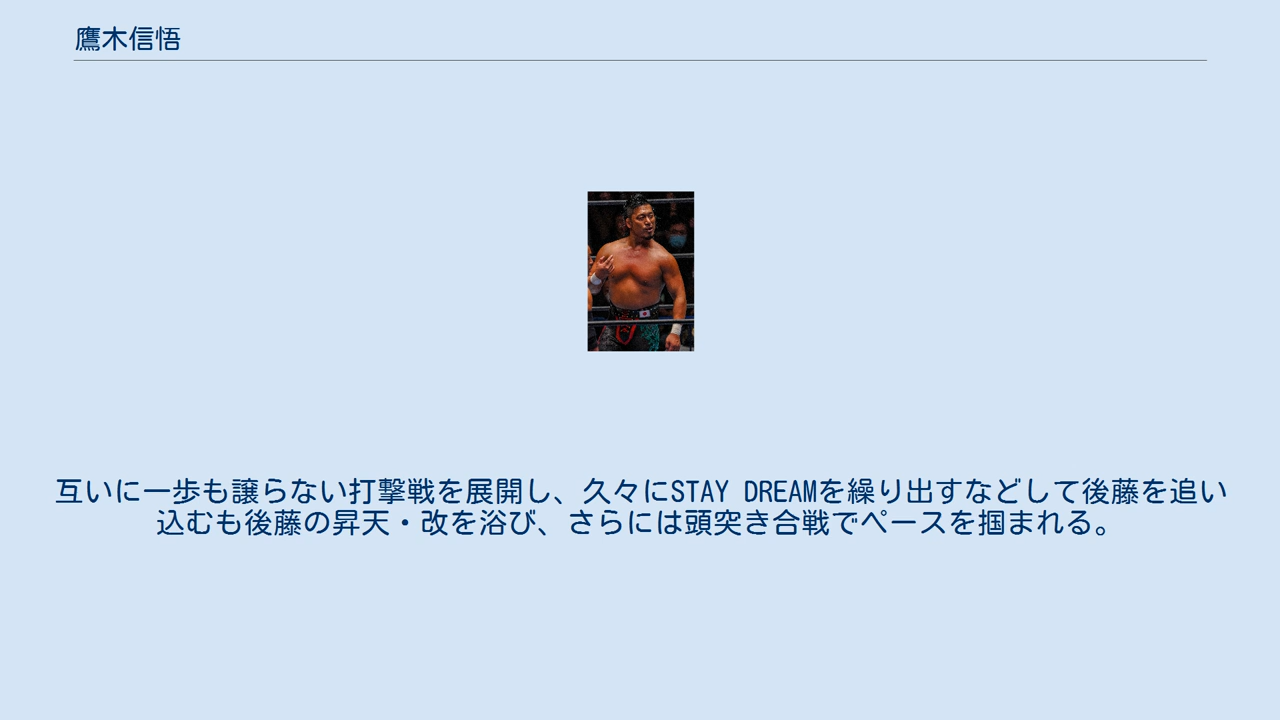 鷹木信悟
互いに一歩も譲らない打撃戦を展開し、久々にSTAY DREAMを繰り出すなどして後藤を追い
込むも後藤の昇天・改を浴び、さらには頭突き合戦でペースを掴まれる。